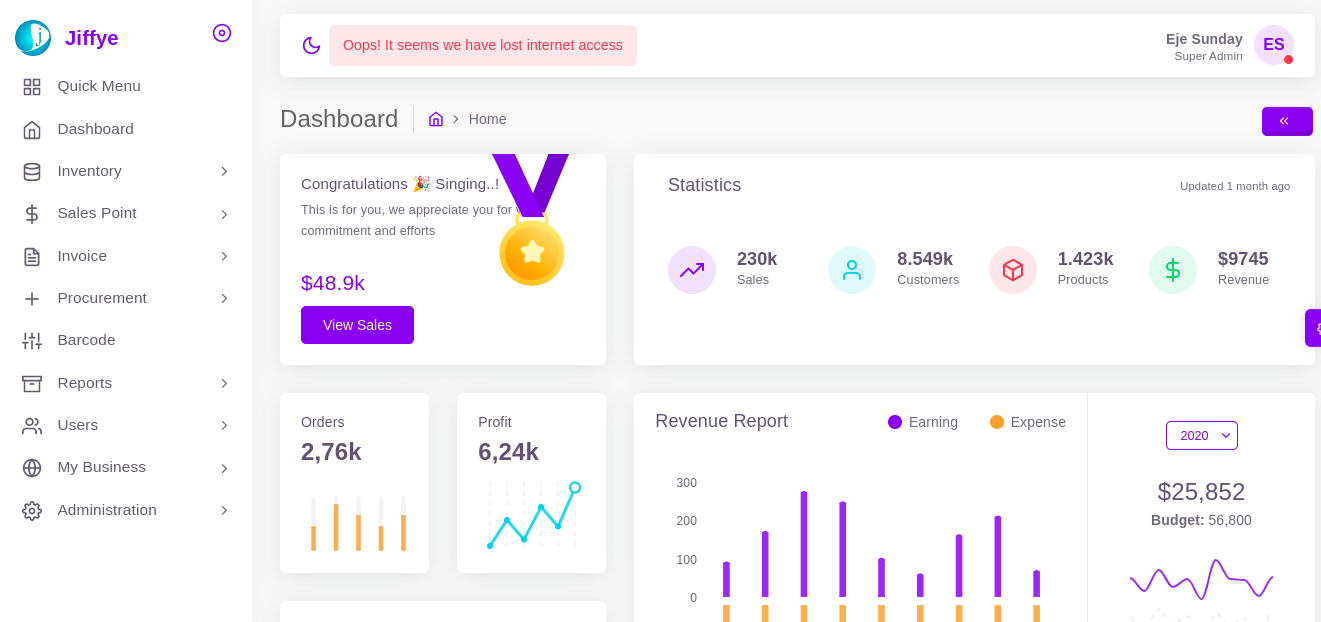 Jiffye
Quick Menu
Dashboard
Inventory
Sales Point
Invoice
Procurement
Barcode
Reports
Users
My Business
Administration
Oops! It seems we have lost internet access
Eje Sunday
Super Admin
ES
Dashboard
Home
Congratulations 🎉 Singing..!
This is for you, we appreciate you for
commitment and efforts
$48.9k
View Sales
Statistics
Updated 1 month ago
230k
Sales
8.549k
Customers
1.423k
Products
$9745
Revenue
Orders
2,76k
Profit
6,24k
Revenue Report
Earning
Expense
300
200
100
0
2020
$25,852
Budget: 56,800